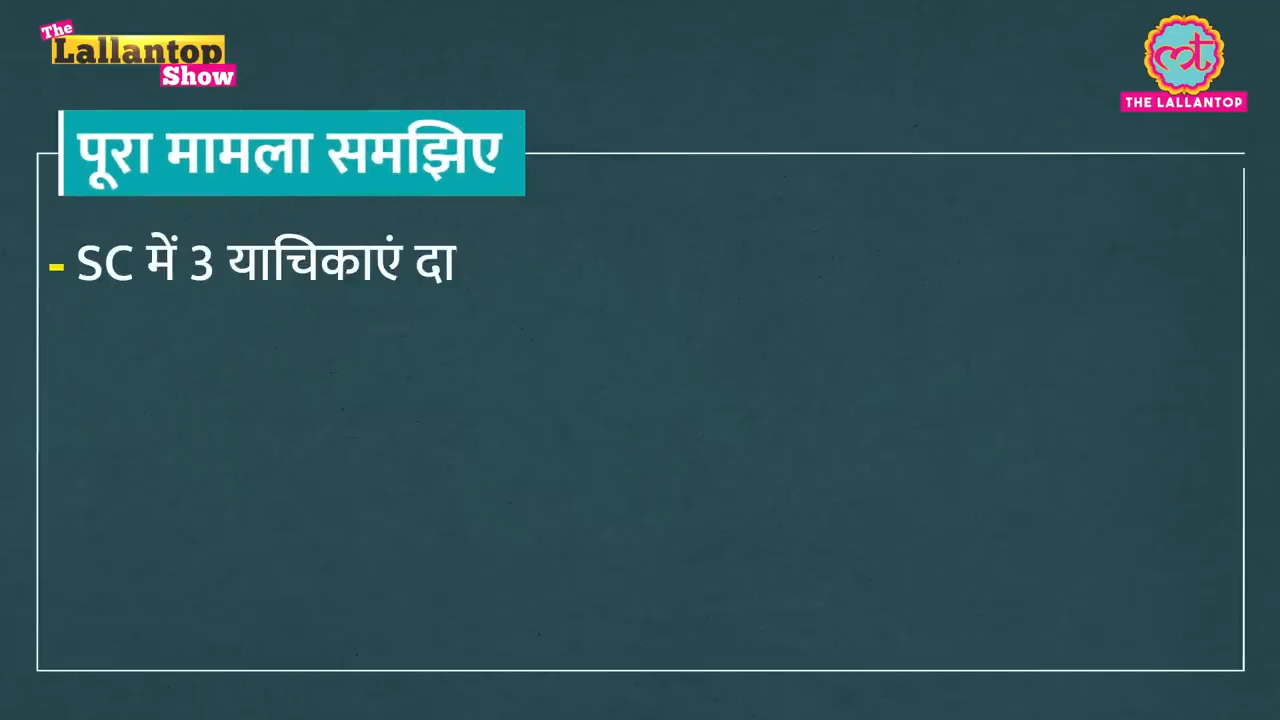 The
Lallantop
Show
THE LALLANTOP
पूरा मामला समझिए
- SC में 3 याचिकाएं दा